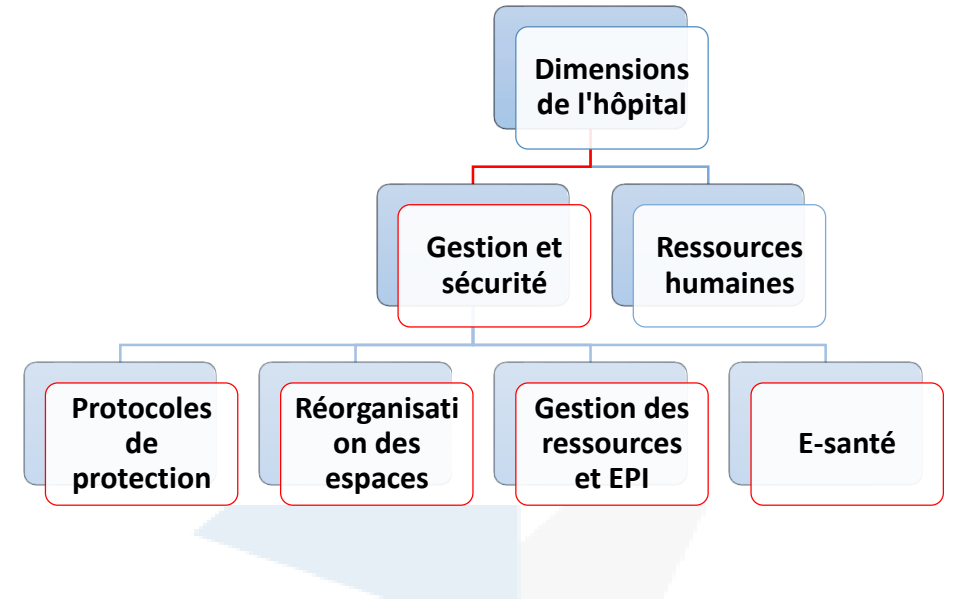 Dimensions
de l'hôpital
Gestion et
sécurité
Ressources
humaines
Protocoles
de
protection
Réorganisati
on des
espaces
Gestion des
ressources
et EPI
E-santé